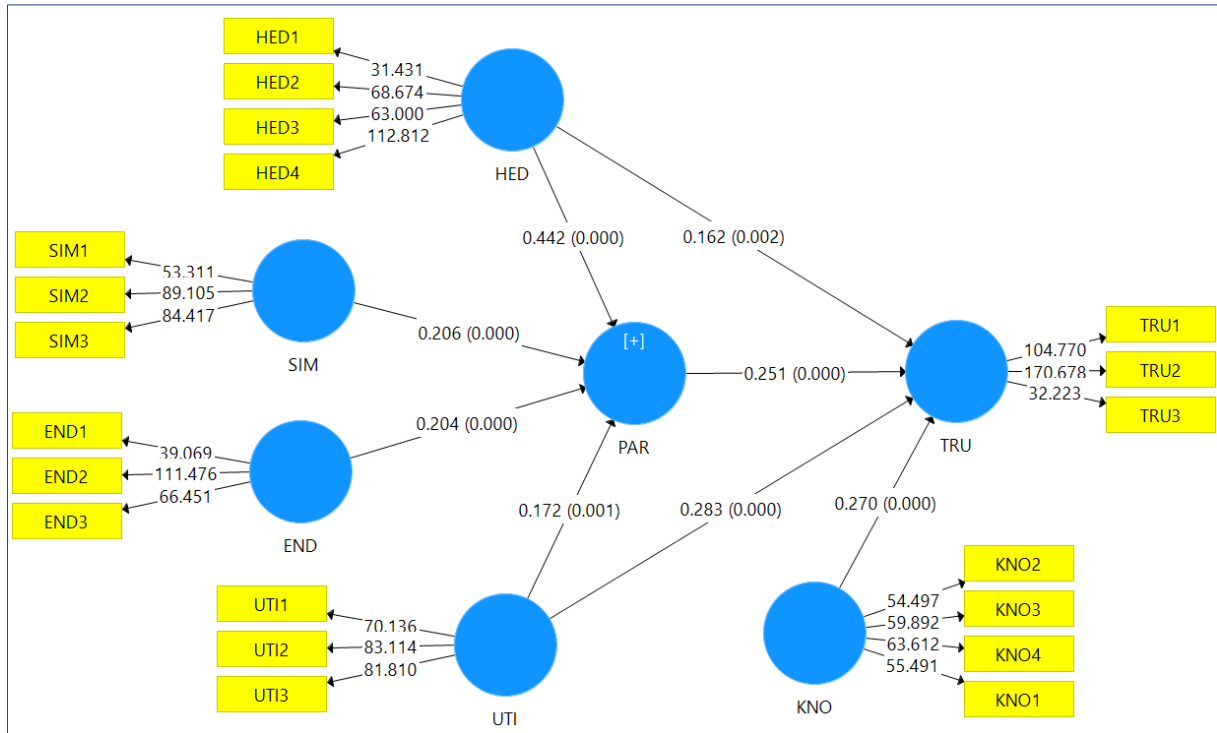 HED1
HED2
HED3
HED4
31.431
68.674
63.000
112.812
HED
0.442 (0.000)
0.162 (0.002)
SIM1
SIM2
SIM3
53.311
89.105
84.417
SIM
0.206 (0.000)
[+]
PAR
0.251 (0.000)
TRU1
TRU2
TRU3
104.770
170.678
32.223
TRU
END1
END2
END3
39.069
111.476
66.451
END
0.204 (0.000)
0.172 (0.001)
0.283 (0.000)
0.270 (0.000)
UTI1
UTI2
UTI3
70.136
83.114
81.810
UTI
KNO2
KNO3
KNO4
KNO1
54.497
59.892
63.612
55.491
KNO